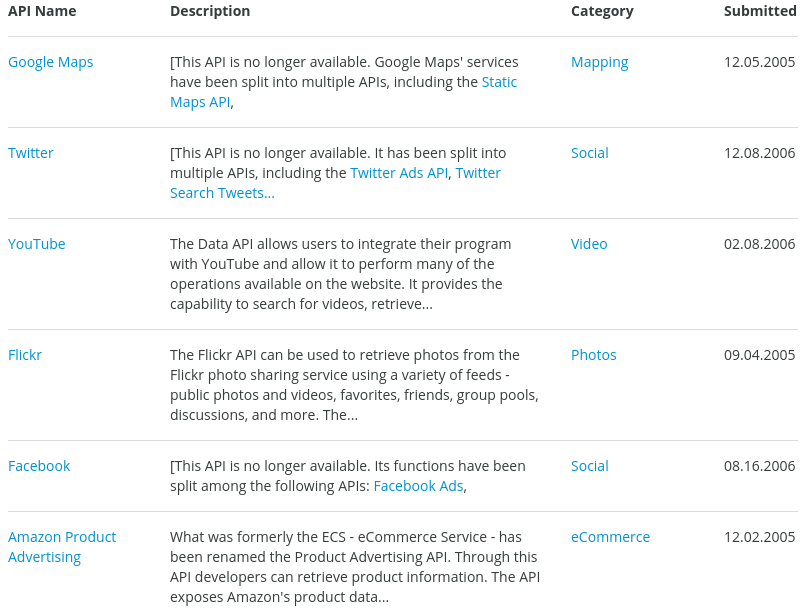 API Name Description Category Submitted
Google Maps [This API is no longer available. Google Maps' services Mapping 12.05.2005
have been split into multiple APIs, including the Static
Maps API,
Twitter [This API is no longer available. It has been split into Social 12.08.2006
multiple APIs, including the Twitter Ads API, Twitter
Search Tweets...
YouTube The Data API allows users to integrate their program Video 02.08.2006
with YouTube and allow it to perform many of the
operations available on the website. It provides the
capability to search for videos, retrieve...
Flickr The Flickr API can be used to retrieve photos from the Photos 09.04.2005
Flickr photo sharing service using a variety of feeds -
public photos and videos, favorites, friends, group pools,
discussions, and more. The...
Facebook [This API is no longer available. Its functions have been Social 08.16.2006
split among the following APIs: Facebook Ads,
Amazon Product What was formerly the ECS - eCommerce Service - has eCommerce 12.02.2005
Advertising been renamed the Product Advertising API. Through this
API developers can retrieve product information. The API
exposes Amazon's product data...